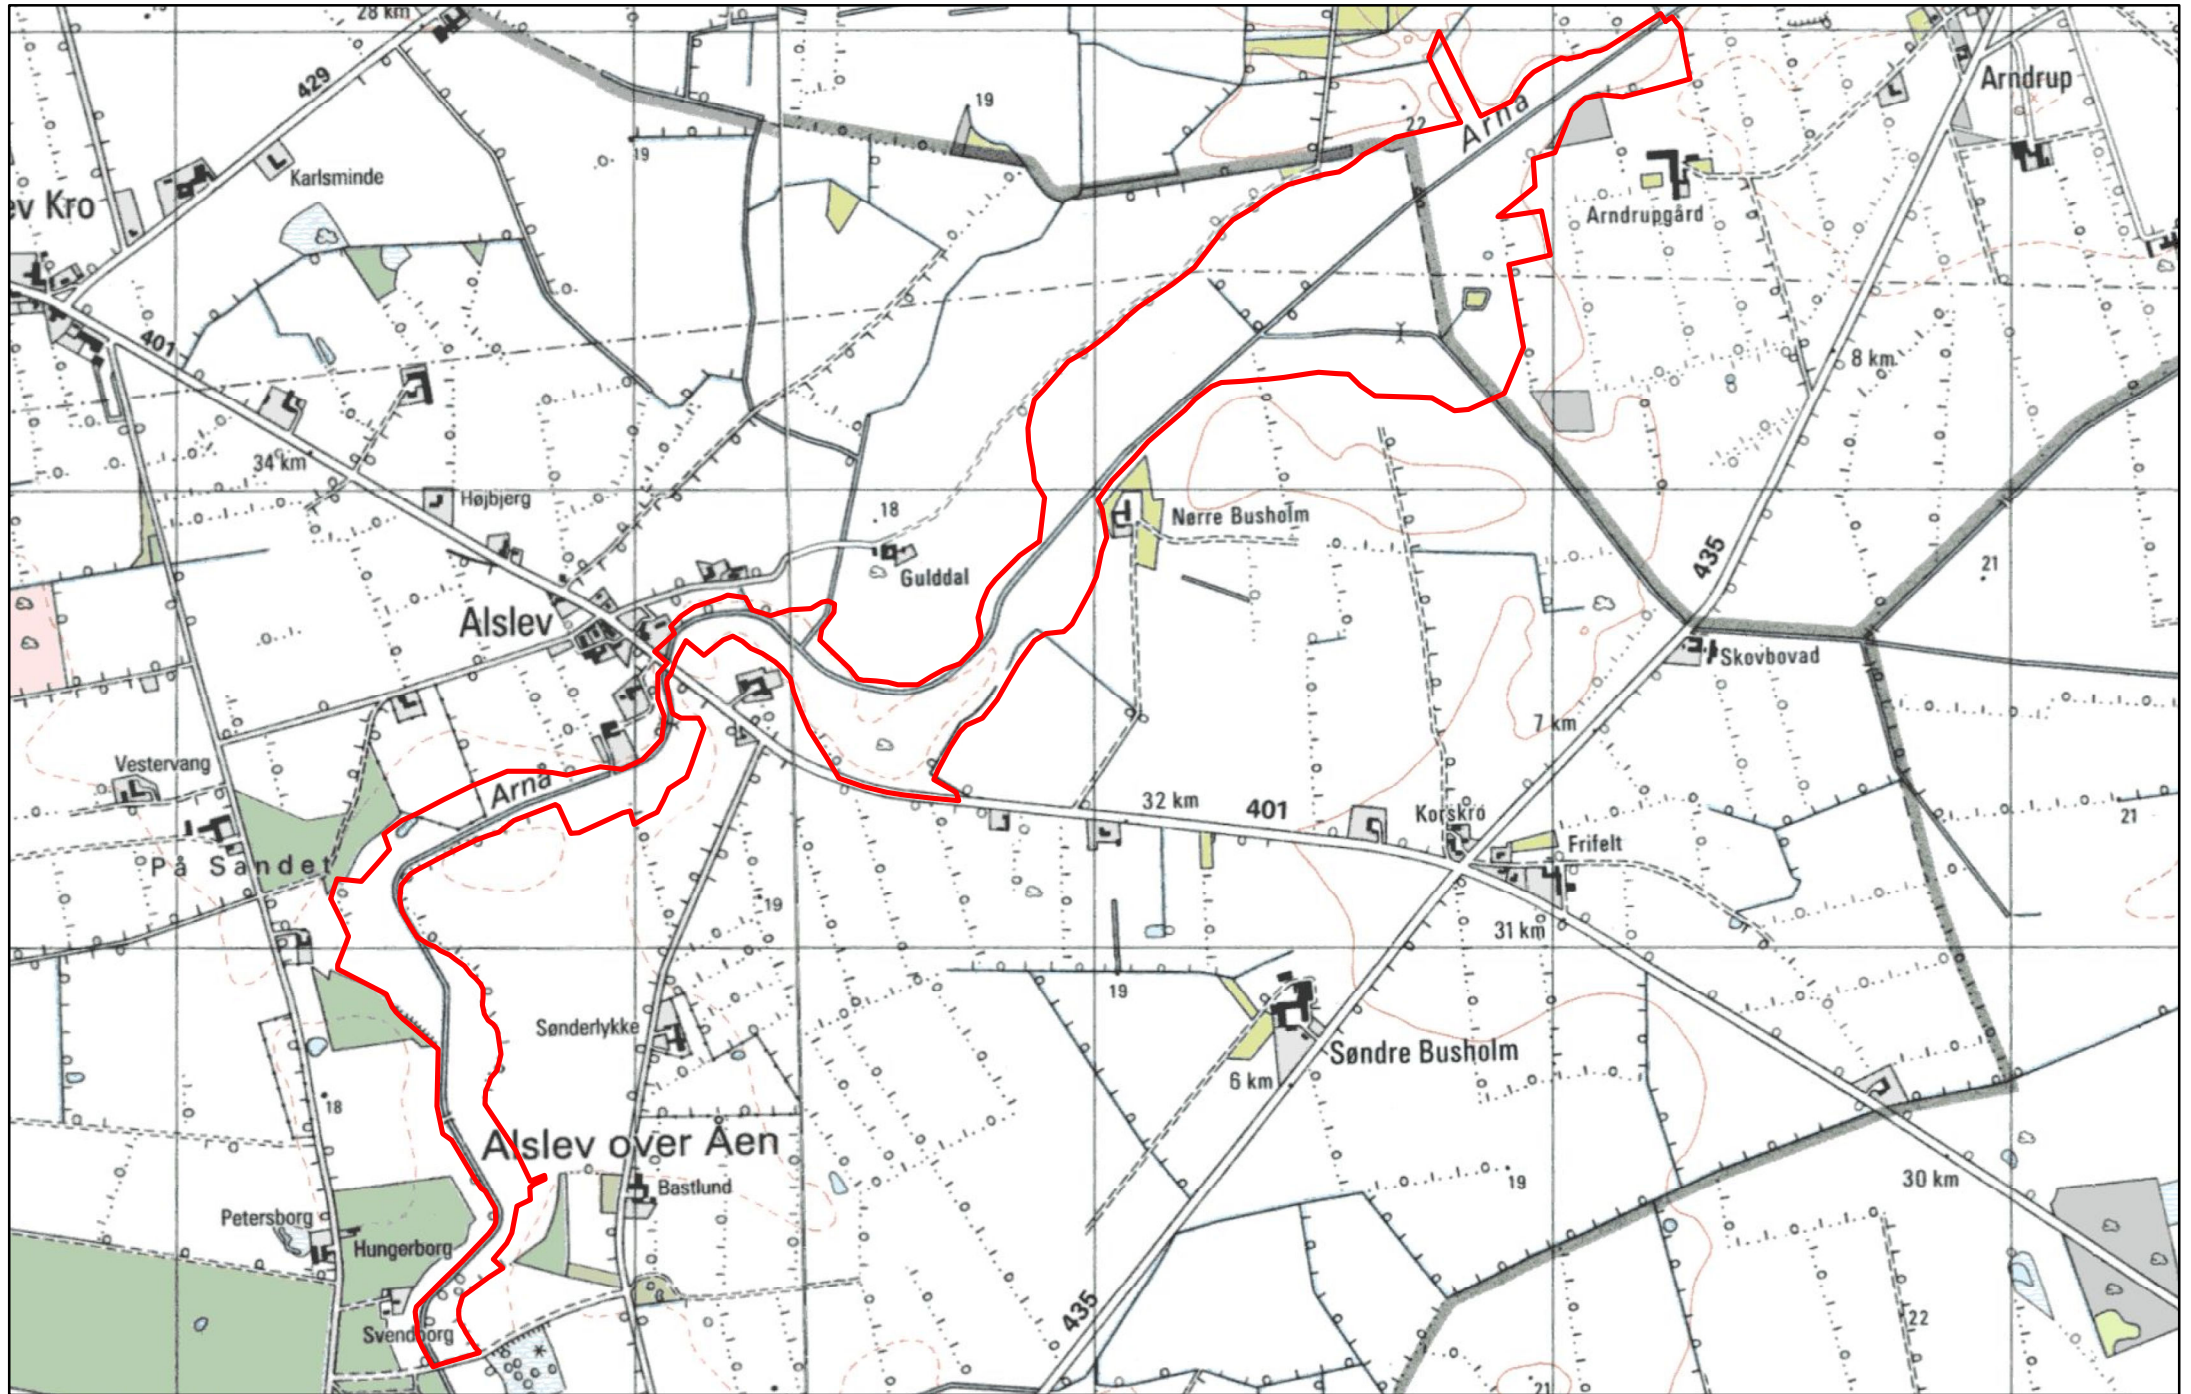 28 km
429
19
Arndrup
22
Arnå
19
Karlsminde
ev Kro
Arndrupgård
401
8 km
34 km
Højbjerg
18
Nørre Busholm
435
21
Gulddal
Alslev
Skovbovad
7 km
Vestervang
Arnå
32 km
401
Korskro
21
Frifelt
På Sandet
19
31 km
19
Sønderlykke
Søndre Busholm
6 km
18
Alslev over Åen
Bastlund
19
30 km
Petersborg
Hungerborg
435
22
Svendborg
21